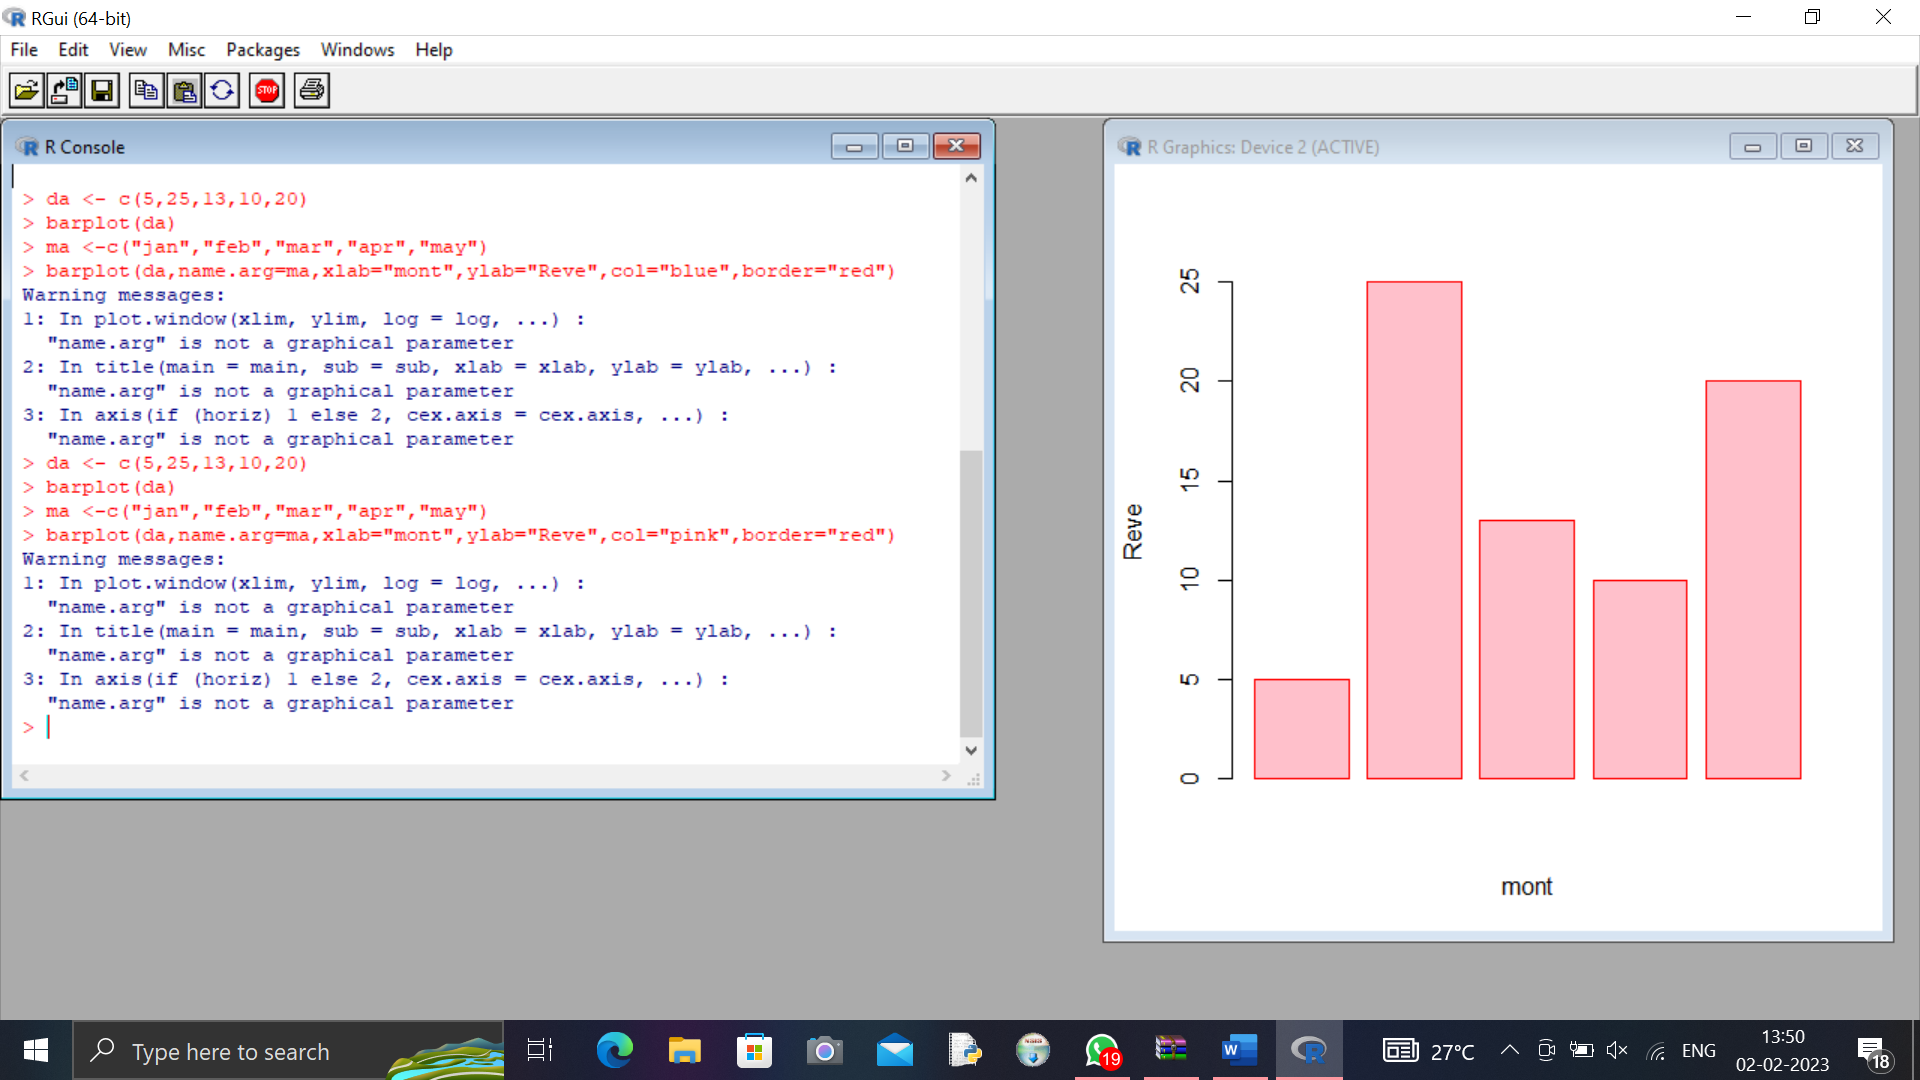 RGui (64-bit)
File Edit View Misc Packages Windows Help
STOP
R Console
> da <- c(5,25,13,10,20)
> barplot(da)
> ma <-c("jan","feb","mar","apr","may")
> barplot(da,name.arg=ma,xlab="mont",ylab="Reve",col="blue",border="red")
Warning messages:
1: In plot.window(xlim, ylim, log = log, ...) :
  "name.arg" is not a graphical parameter
2: In title(main = main, sub = sub, xlab = xlab, ylab = ylab, ...) :
  "name.arg" is not a graphical parameter
3: In axis(if (horiz) 1 else 2, cex.axis = cex.axis, ...) :
  "name.arg" is not a graphical parameter
> da <- c(5,25,13,10,20)
> barplot(da)
> ma <-c("jan","feb","mar","apr","may")
> barplot(da,name.arg=ma,xlab="mont",ylab="Reve",col="pink",border="red")
Warning messages:
1: In plot.window(xlim, ylim, log = log, ...) :
  "name.arg" is not a graphical parameter
2: In title(main = main, sub = sub, xlab = xlab, ylab = ylab, ...) :
  "name.arg" is not a graphical parameter
3: In axis(if (horiz) 1 else 2, cex.axis = cex.axis, ...) :
  "name.arg" is not a graphical parameter
>
R Graphics: Device 2 (ACTIVE)
25
20
15
10
5
0
Reve
mont
Type here to search
19
W
R
27°C
ENG
13:50
02-02-2023
18